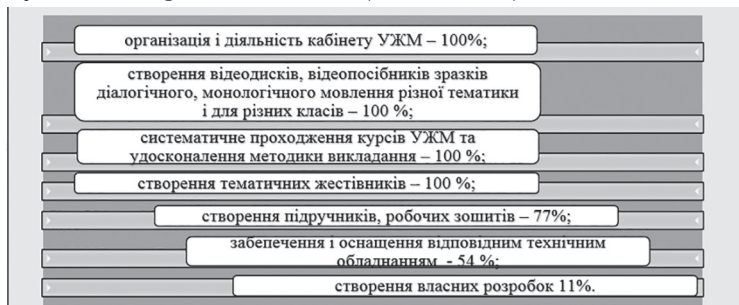 організація і діяльність кабінету УЖМ – 100%;
створення відеодисків, відеопосібників зразків
діалогічного, монологічного мовлення різної тематики
і для різних класів – 100 %;
систематичне проходження курсів УЖМ та
удосконалення методики викладання – 100 %;
створення тематичних жестівників – 100 %;
створення підручників, робочих зошитів – 77%;
забепечення і оснащення відповідним технічним
обладнанням - 54 %;
створення власних розробок 11%.